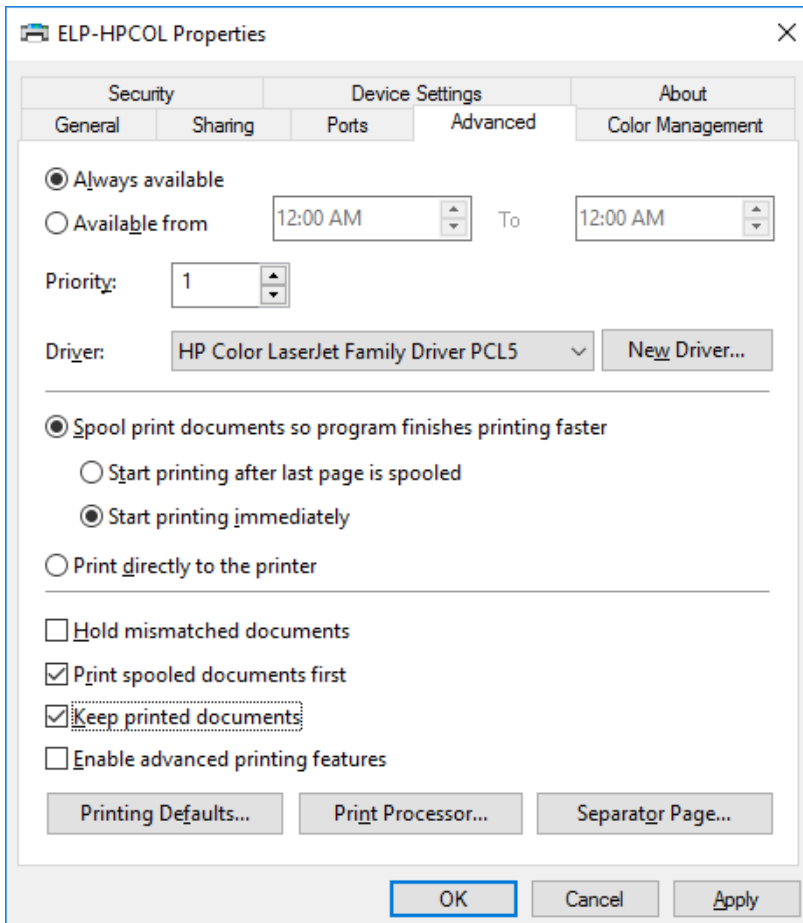 ELP-HPCOL Properties
Security Device Settings About
General Sharing Ports Advanced Color Management
Always available
Available from 12:00 AM To 12:00 AM
Priority: 1
Driver: HP Color LaserJet Family Driver PCL5 New Driver...
Spool print documents so program finishes printing faster
Start printing after last page is spooled
Start printing immediately
Print directly to the printer
Hold mismatched documents
Print spooled documents first
Keep printed documents
Enable advanced printing features
Printing Defaults... Print Processor... Separator Page...
OK Cancel Apply